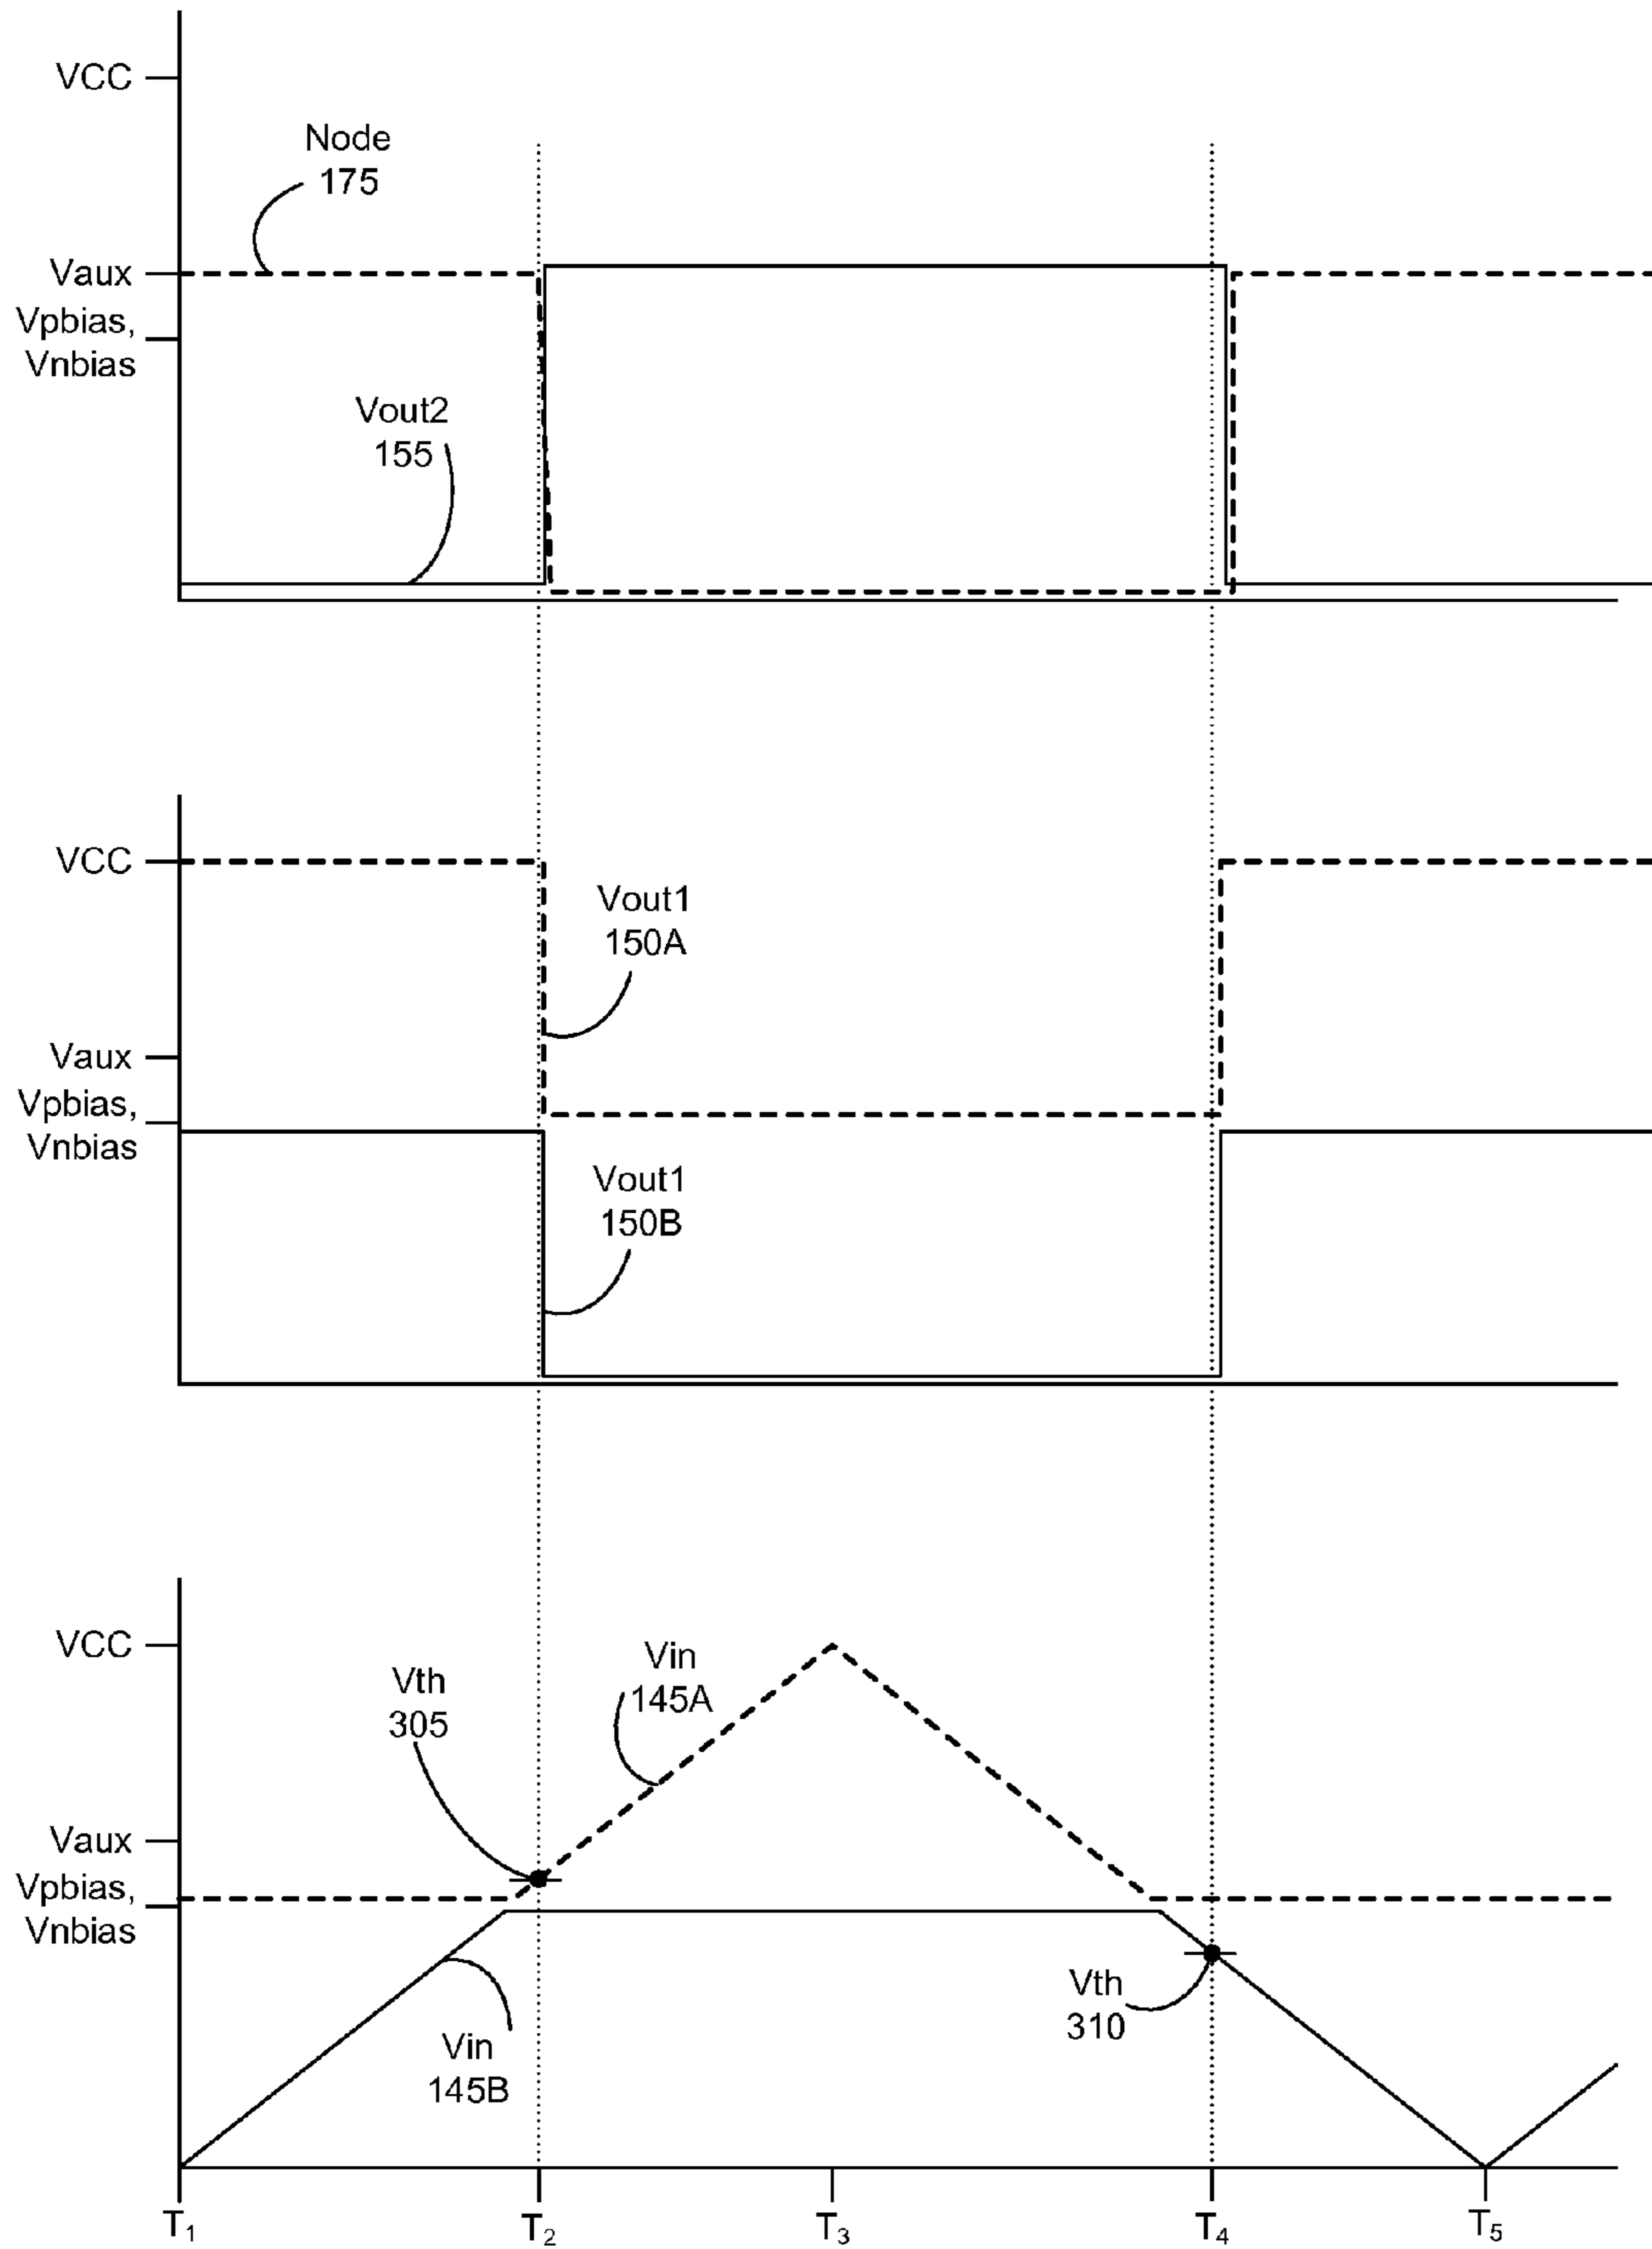 VCC
Node
175
Vaux
Vpbias,
Vnbias
Vout2
155
VCC
Vout1
150A
Vaux
Vpbias,
Vnbias
Vout1
150B
VCC
Vin
145A
Vth
305
Vaux
Vpbias,
Vnbias
Vth
310
Vin
145B
T1 T2 T3 T4 T5